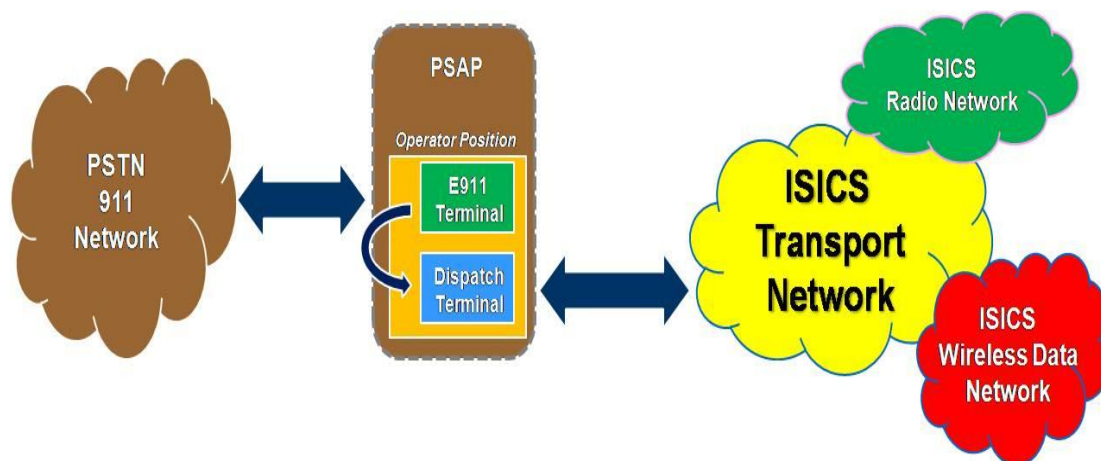 PSTN
911
Network
PSAP
Operator Position
E911
Terminal
Dispatch
Terminal
ISICS
Transport
Network
ISICS
Radio Network
ISICS
Wireless Data
Network